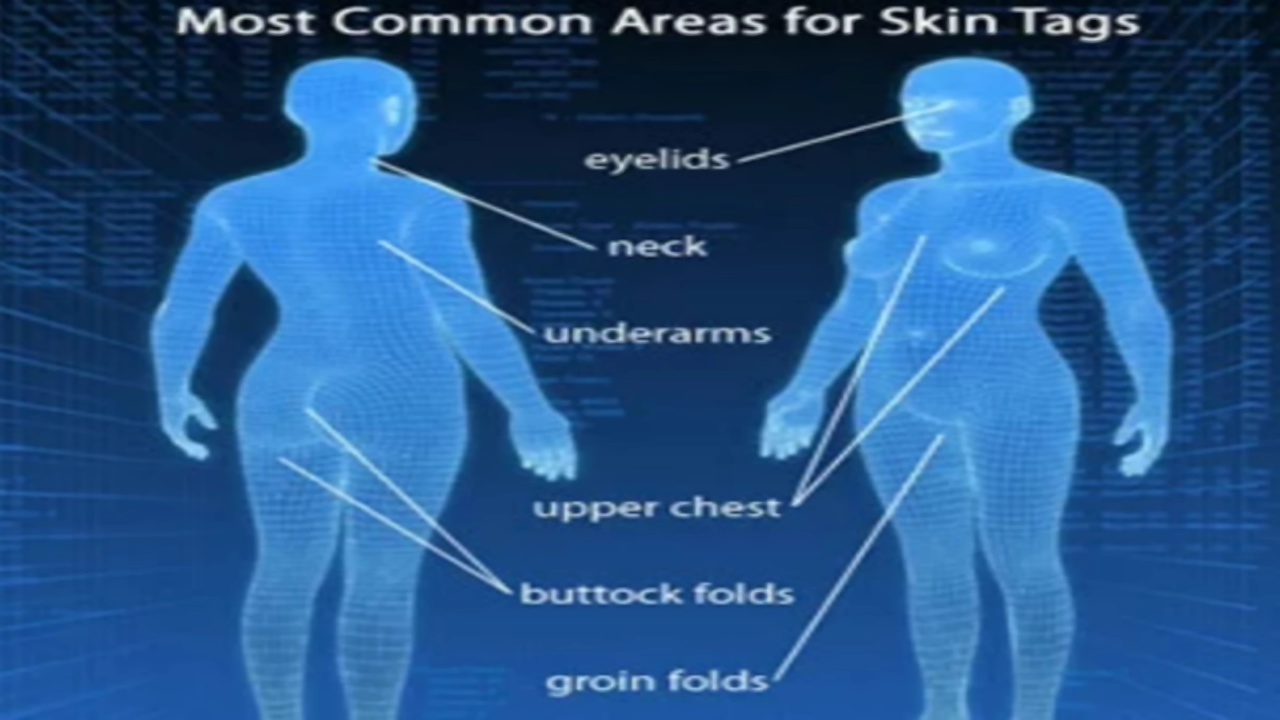 Most Common Areas for Skin Tags
eyelids
neck
underarms
upper chest
buttock folds
groin folds